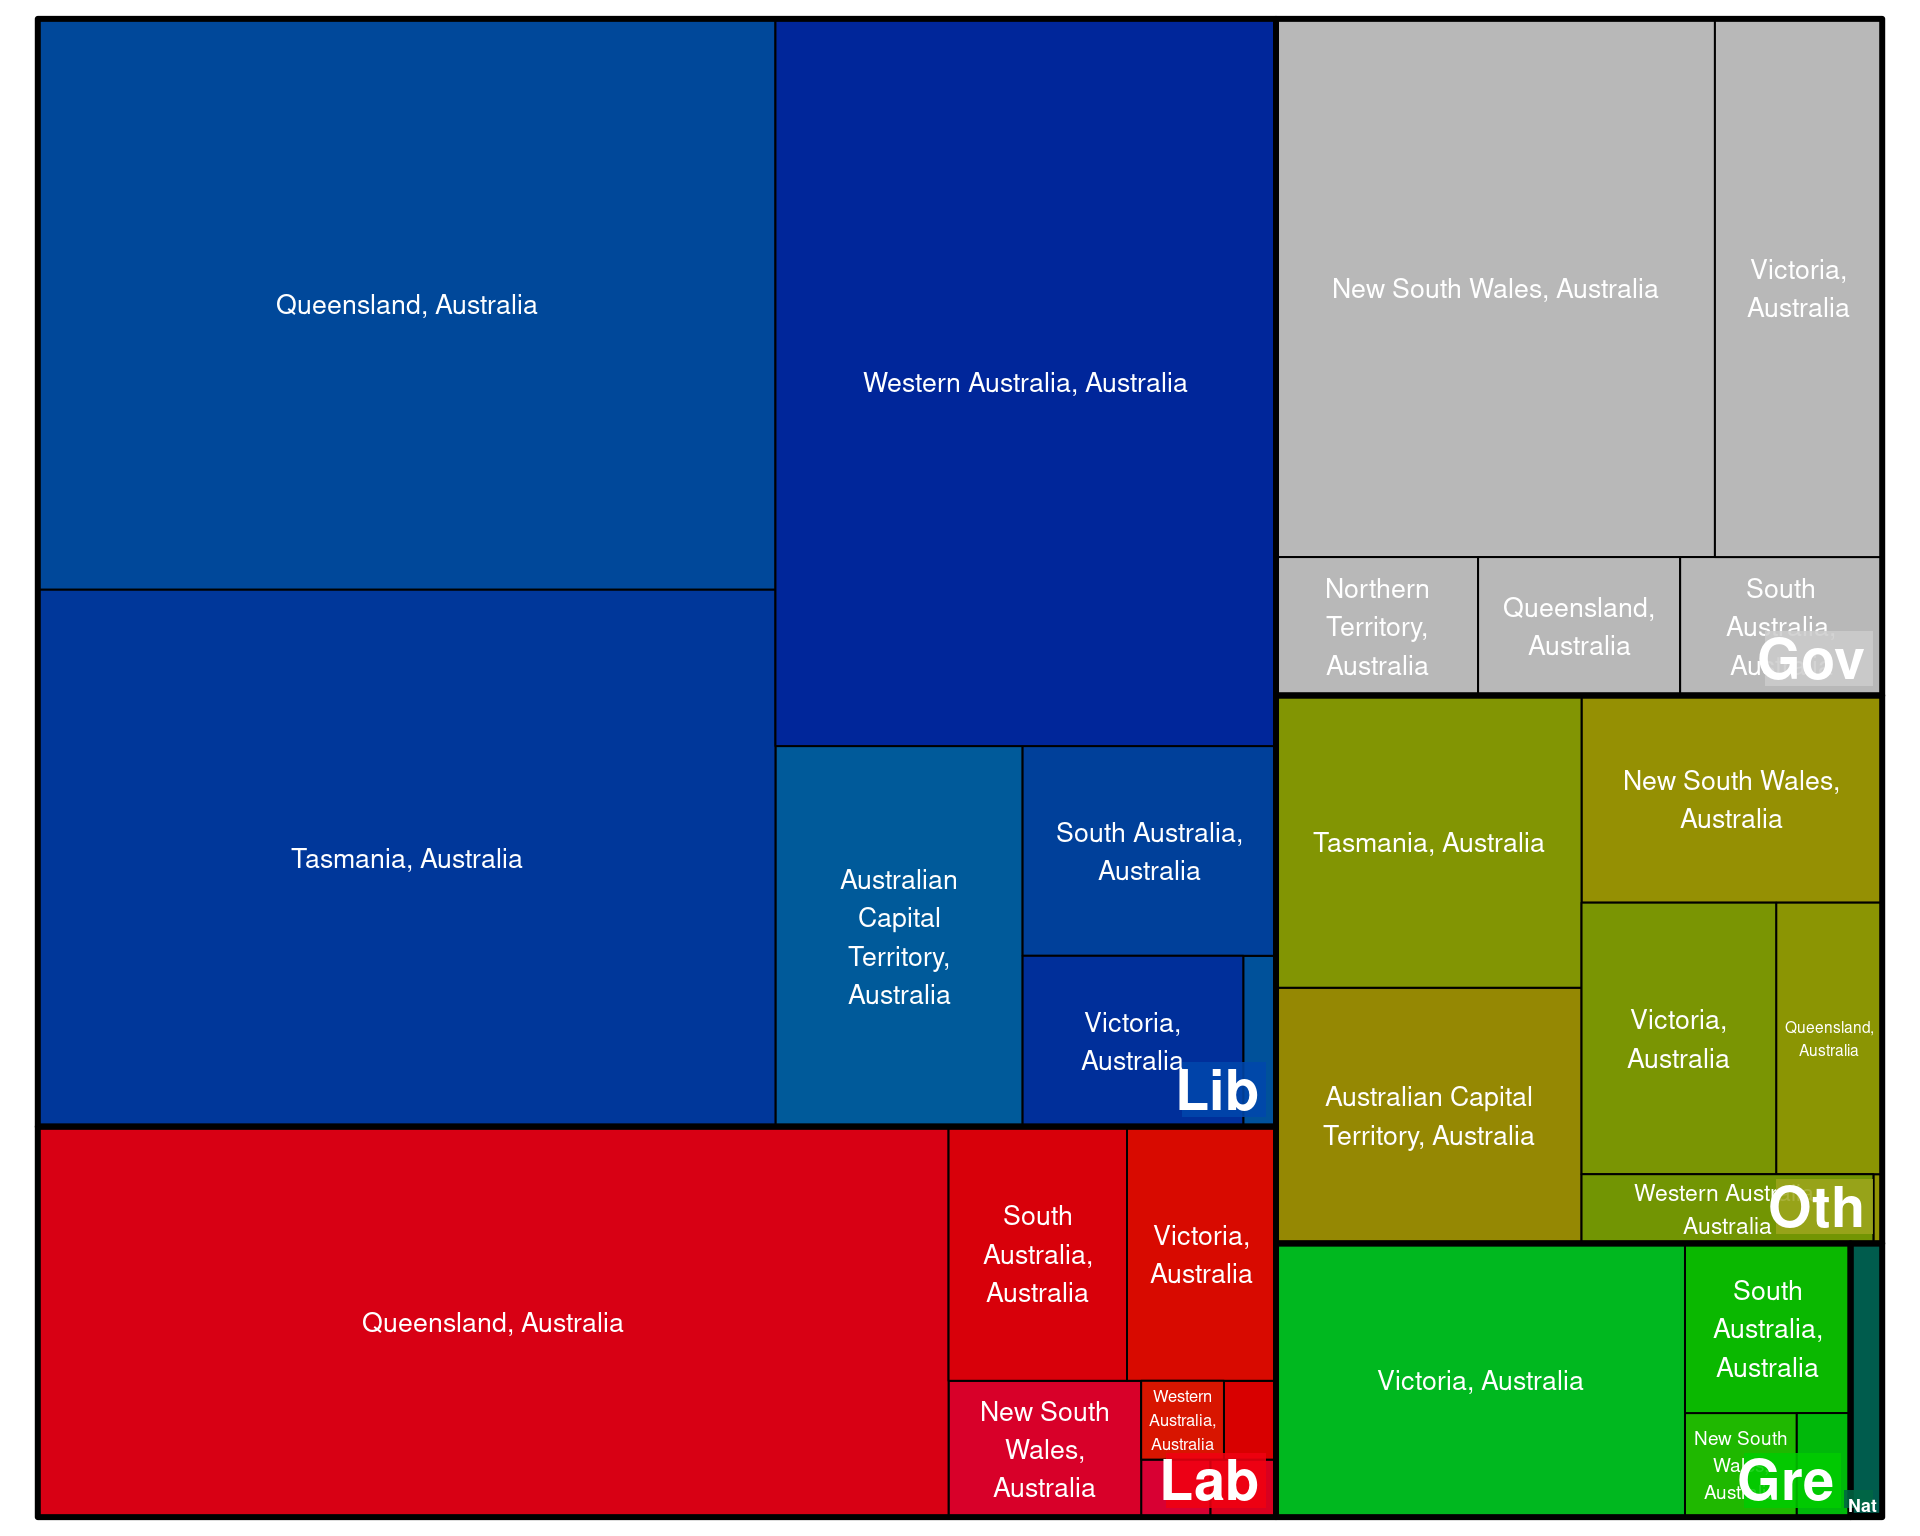 Queensland, Australia
Tasmania, Australia
Western Australia, Australia
Australian
Capital
Territory,
Australia
South Australia,
Australia
Victoria,
Australia
Lib
Queensland, Australia
South
Australia,
Australia
Victoria,
Australia
New South
Wales,
Australia
Western
Australia,
Australia
Lab
New South Wales, Australia
Victoria,
Australia
Northern
Territory,
Australia
Queensland,
Australia
South
Australia,
Gov
Tasmania, Australia
New South Wales,
Australia
Australian Capital
Territory, Australia
Victoria,
Australia
Queensland,
Australia
Western
Australia
Oth
Victoria, Australia
South
Australia,
Australia
New South
Gre
Nat